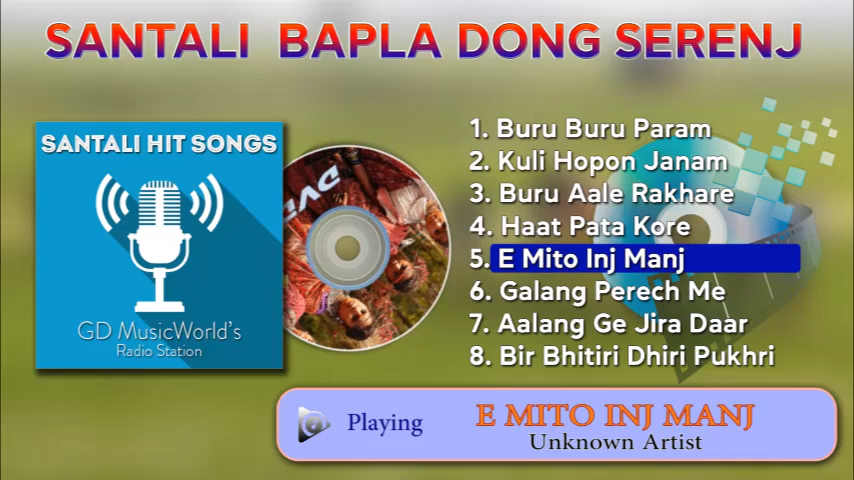 SANTALI BAPLA DONG SERENJ
SANTALI HIT SONGS
GD MusicWorld's
Radio Station
DVD
1. Buru Buru Param
2. Kuli Hopon Janam
3. Buru Aale Rakhare
4. Haat Pata Kore
5. E Mito Inj Manj
6. Galang Perech Me
7. Aalang Ge Jira Daar
8. Bir Bhitiri Dhiri Pukhri
Playing
E MITO INJ MANJ
Unknown Artist